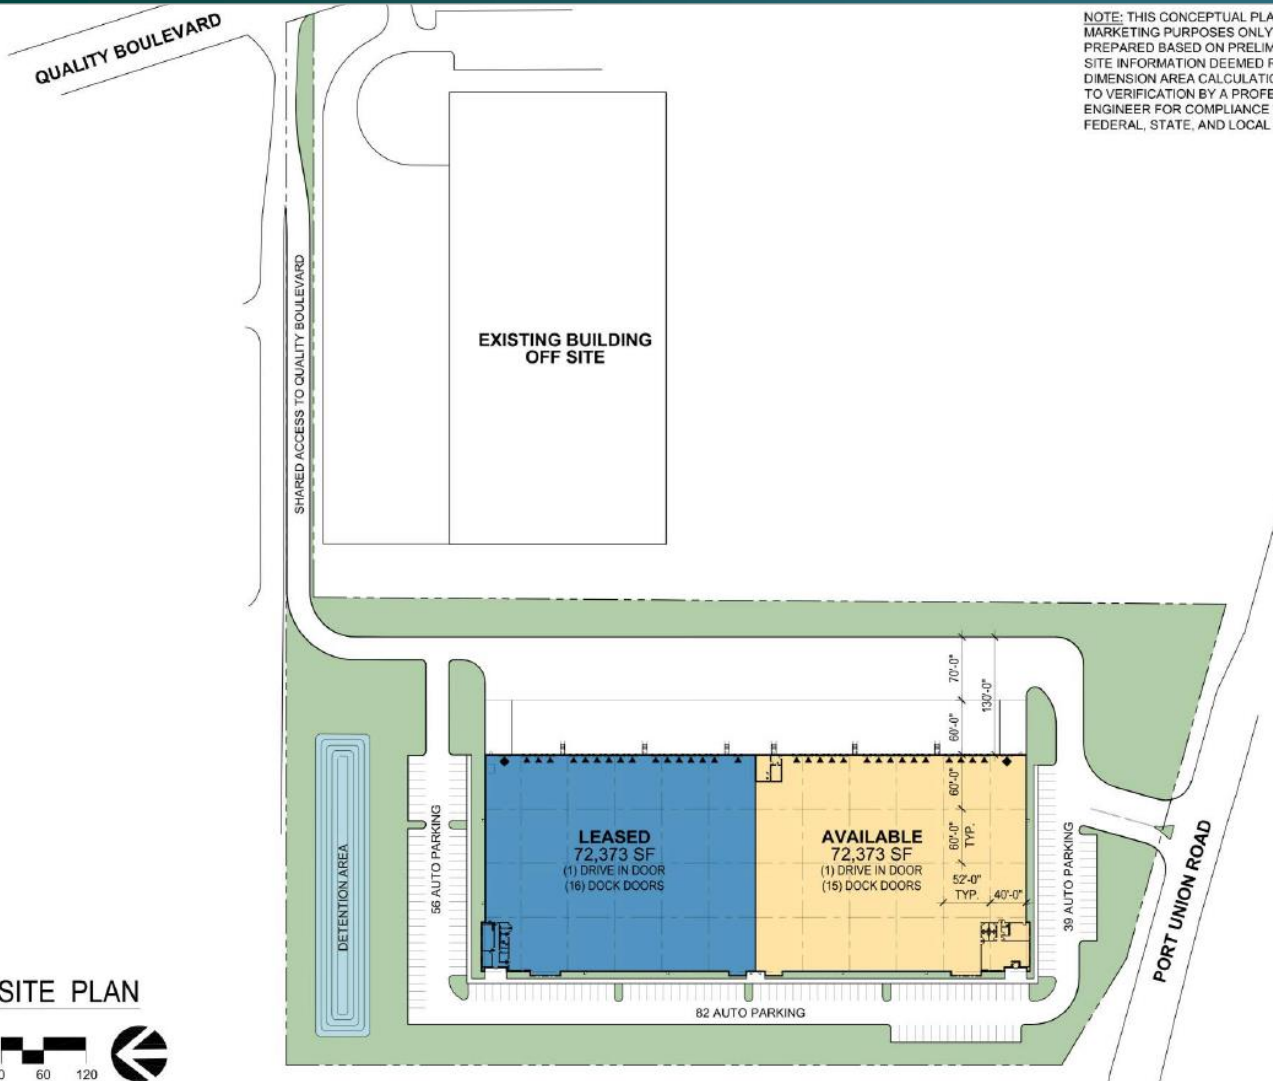 QUALITY BOULEVARD
NOTE: THIS CONCEPTUAL PLA
MARKETING PURPOSES ONLY
PREPARED BASED ON PRELIM
SITE INFORMATION DEEMED
DIMENSION AREA CALCULATIO
TO VERIFICATION BY A PROFE
ENGINEER FOR COMPLIANCE
FEDERAL, STATE, AND LOCAL
SHARED ACCESS TO QUALITY BOULEVARD
EXISTING BUILDING
OFF SITE
70'-0"
130'-0"
60'-0"
60'-0"
60'-0"
TYP.
52'-0"
TYP.
40'-0"
LEASED
72,373 SF
(1) DRIVE IN DOOR
(16) DOCK DOORS
AVAILABLE
72,373 SF
(1) DRIVE IN DOOR
(15) DOCK DOORS
DETENTION AREA
56 AUTO PARKING
39 AUTO PARKING
PORT UNION ROAD
82 AUTO PARKING
SITE PLAN
0 60 120